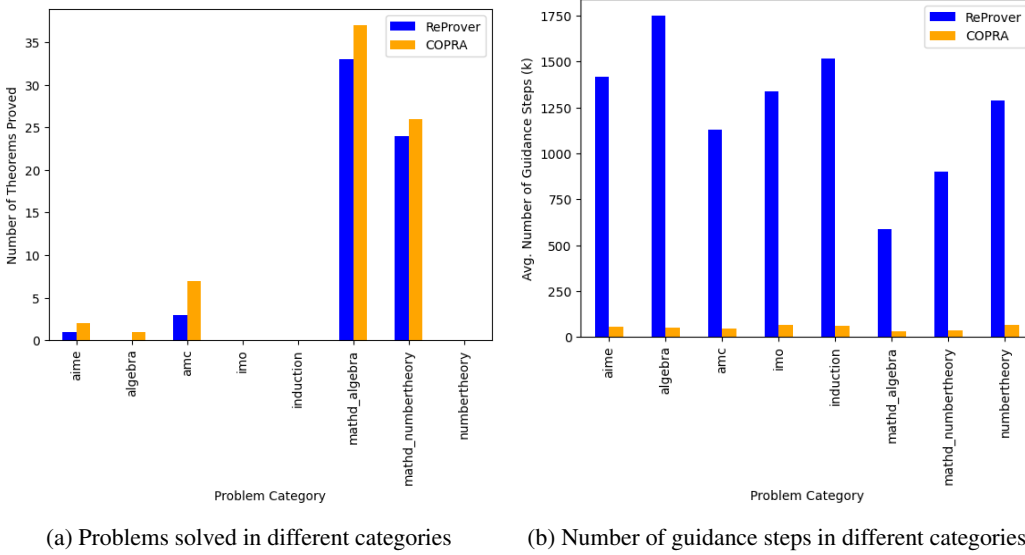 ReProver
COPRA
Number of Theorems Proved
35
30
25
20
15
10
5
0
aime
algebra
amc
imo
induction
mathd_algebra
mathd_numbertheory
numbertheory
Problem Category
(a) Problems solved in different categories
ReProver
COPRA
Avg. Number of Guidance Steps (k)
1750
1500
1250
1000
750
500
250
0
aime
algebra
amc
imo
induction
mathd_algebra
mathd_numbertheory
numbertheory
Problem Category
(b) Number of guidance steps in different categories